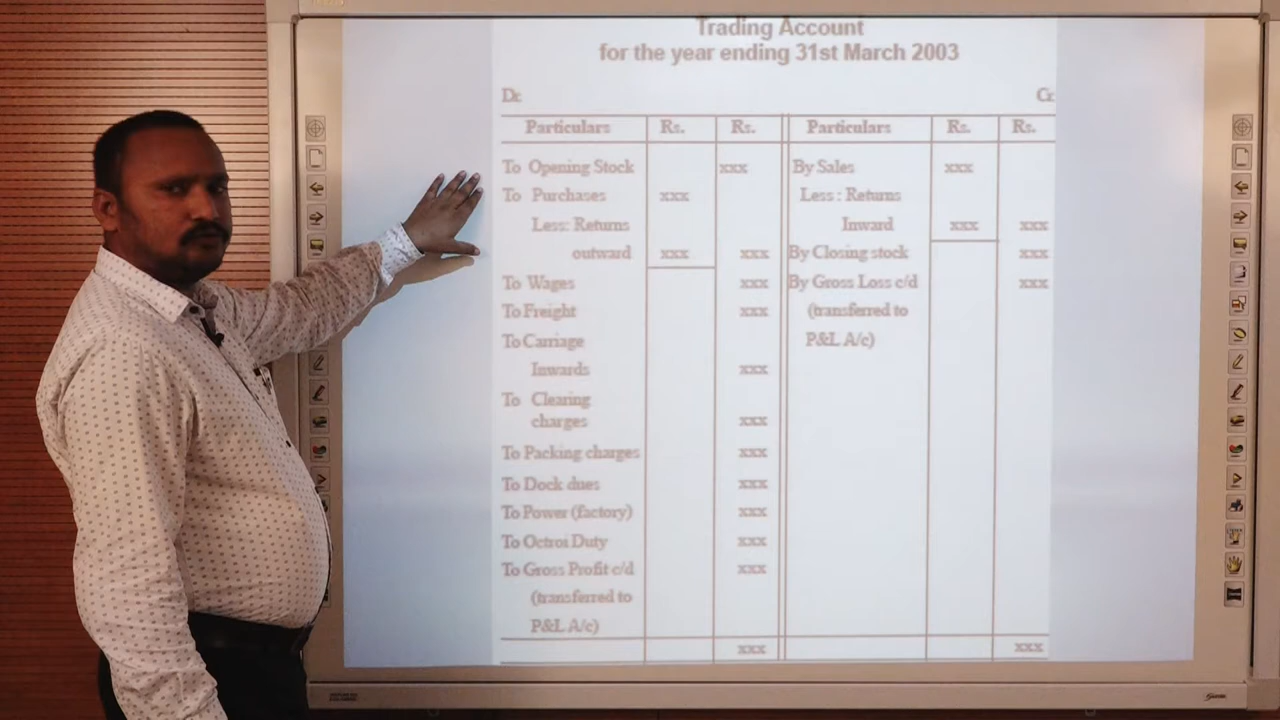 Trading Account
for the year ending 31st March 2003
Dr. Cr.
Particulars Rs. Rs. Particulars Rs. Rs.
To Opening Stock xxx By Sales xxx
To Purchases xxx Less : Returns
Less: Returns Inward xxx xxx
outward xxx xxx By Closing stock xxx
To Wages xxx By Gross Loss c/d xxx
To Freight xxx (transferred to
To Carriage P&L A/c)
Inwards xxx
To Clearing
charges xxx
To Packing charges xxx
To Dock dues xxx
To Power (factory) xxx
To Octroi Duty xxx
To Gross Profit c/d xxx
(transferred to
P&L A/c)
xxx xxx